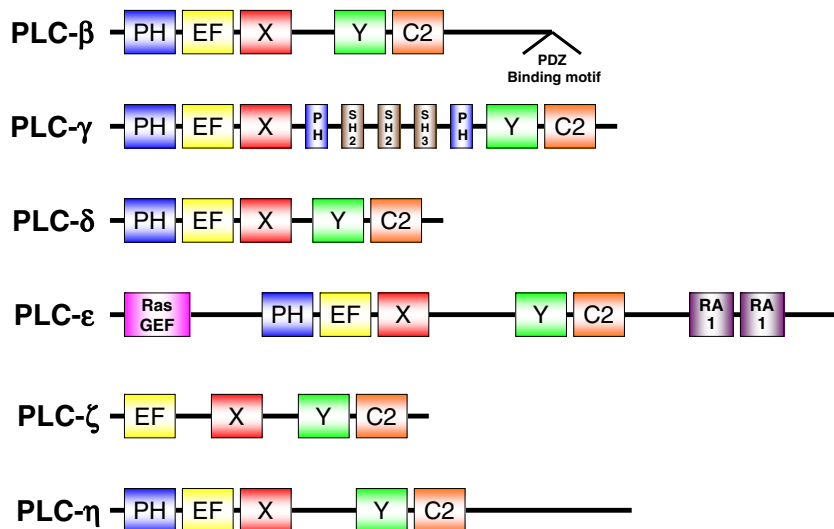 PLC-β PH EF X Y C2
PDZ
Binding motif
PLC-γ PH EF X PH SH2 SH2 SH3 PH Y C2
PLC-δ PH EF X Y C2
PLC-ε Ras GEF PH EF X Y C2 RA 1 RA 1
PLC-ζ EF X Y C2
PLC-η PH EF X Y C2